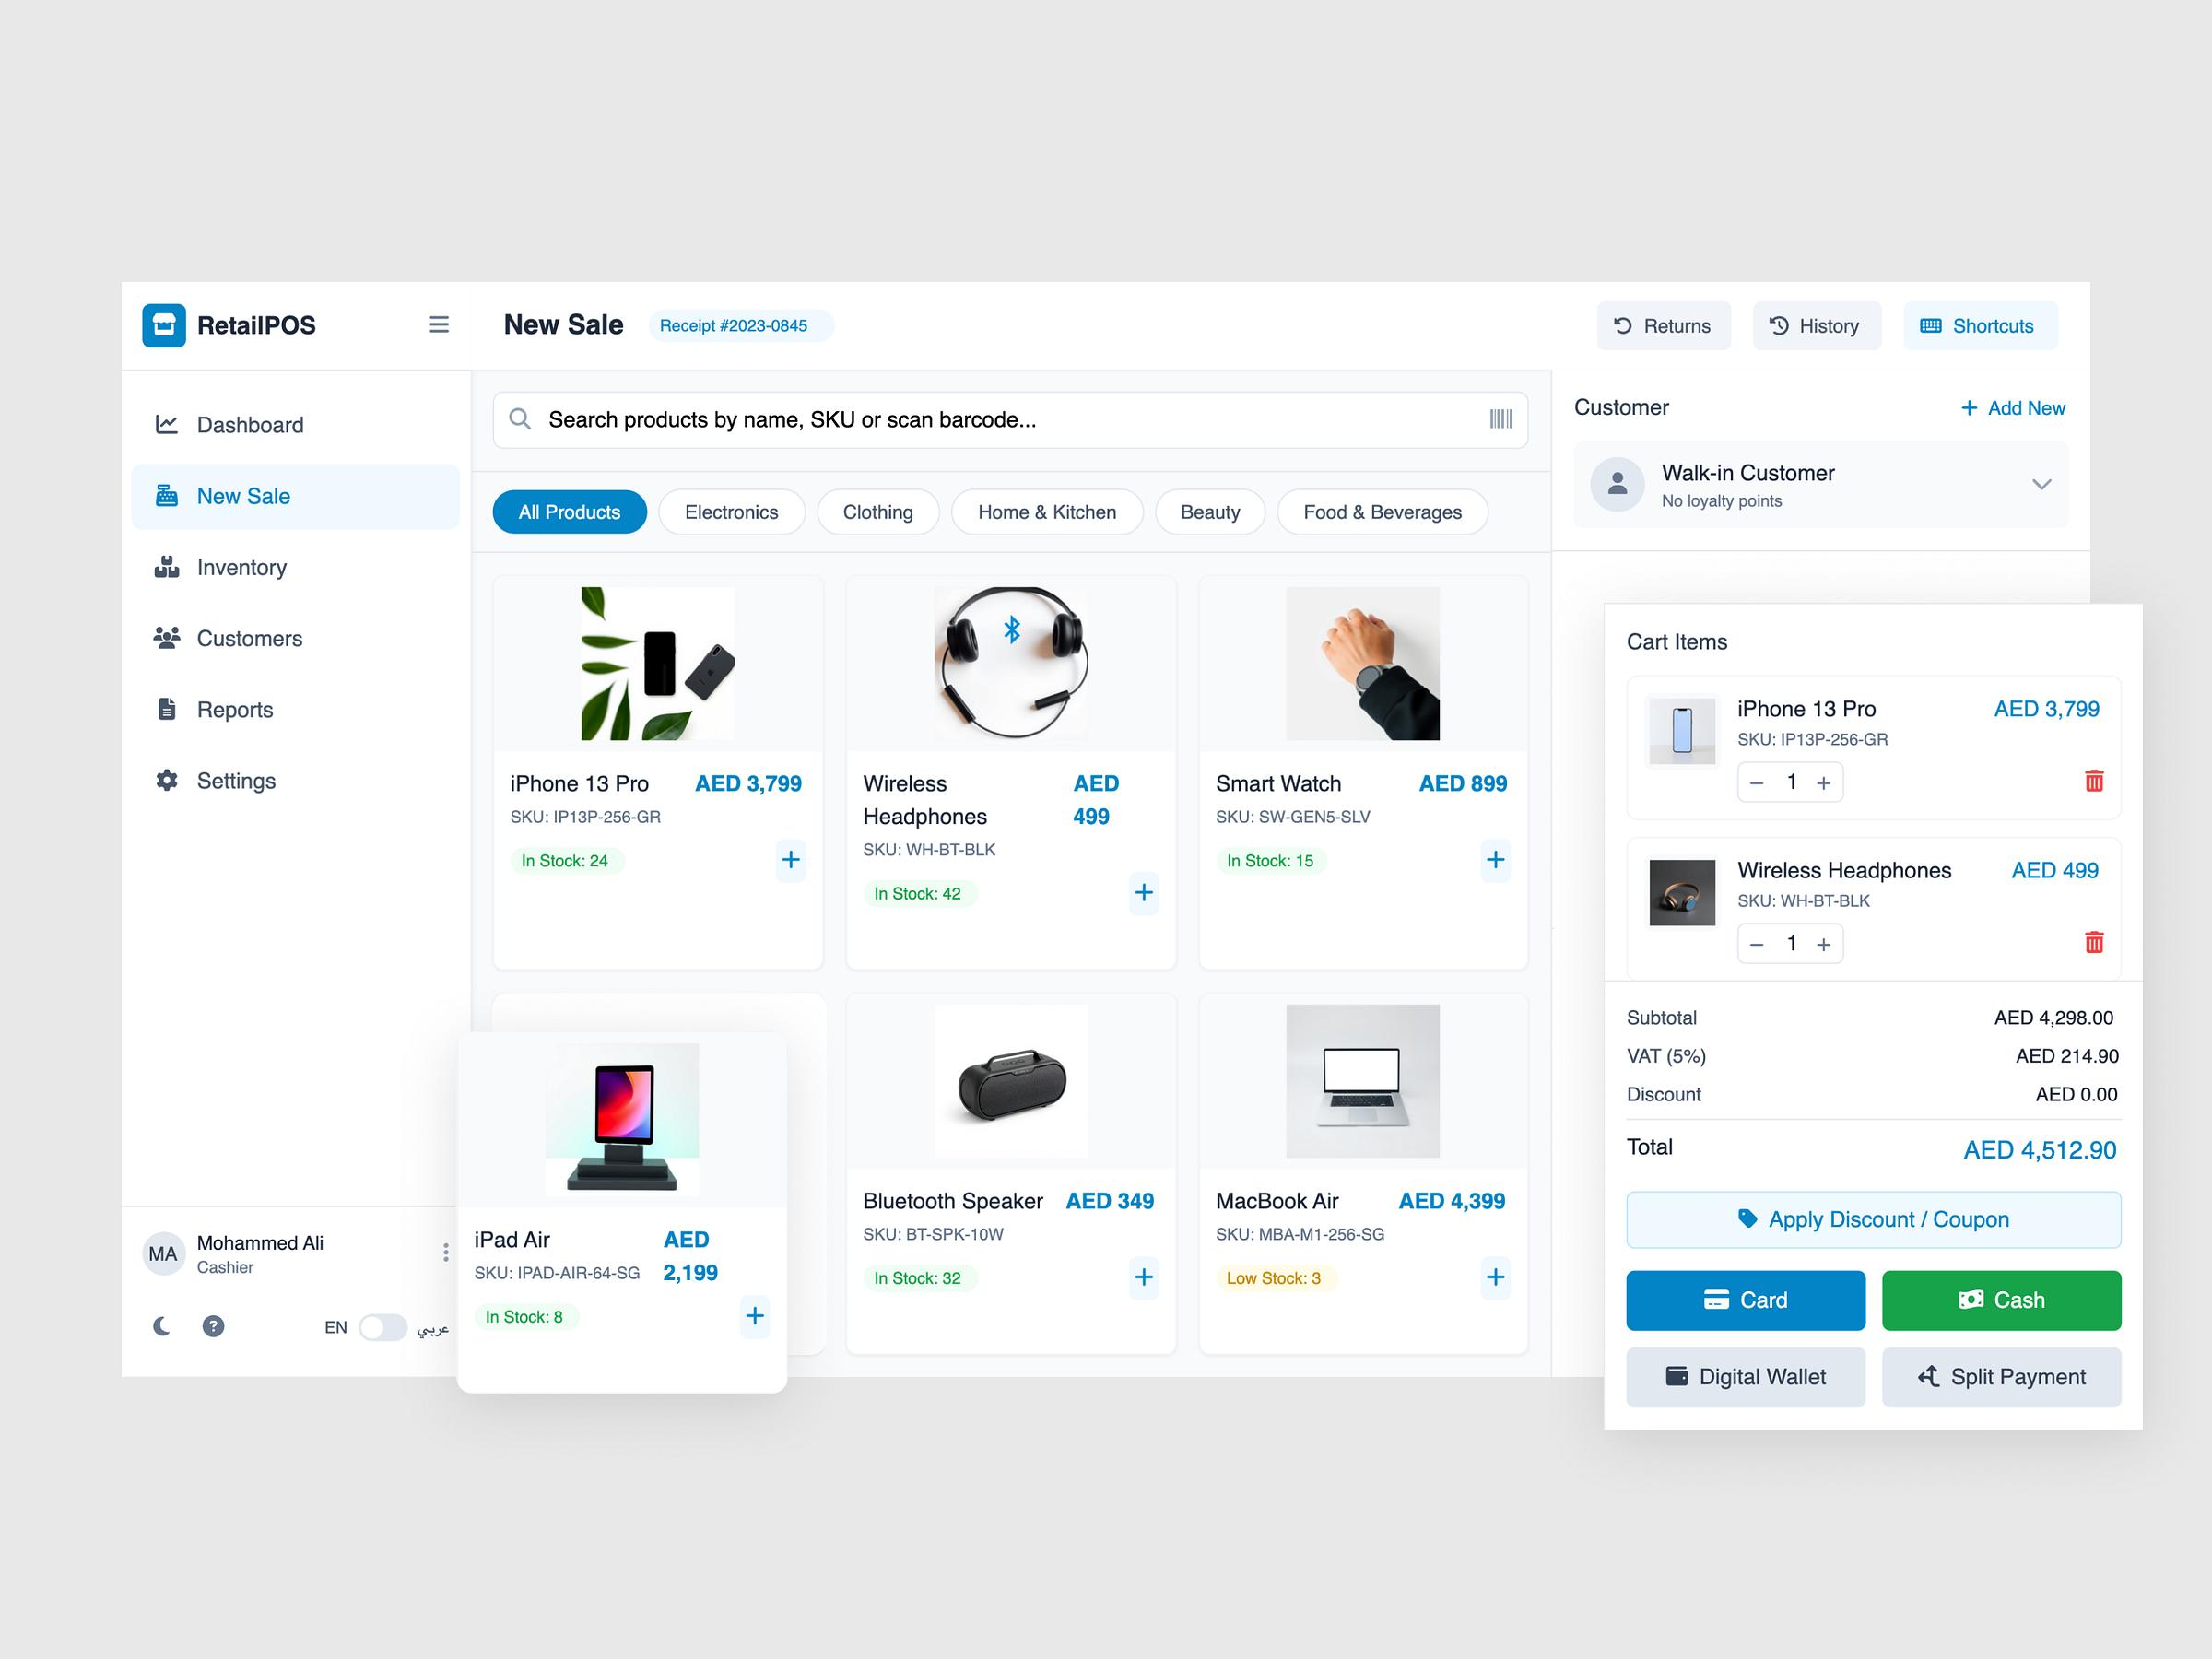 RetailPOS
New Sale
Receipt #2023-0845
Returns
History
Shortcuts
Dashboard
New Sale
Inventory
Customers
Reports
Settings
Mohammed Ali
Cashier
MA
EN
عربي
Search products by name, SKU or scan barcode...
All Products
Electronics
Clothing
Home & Kitchen
Beauty
Food & Beverages
iPhone 13 Pro
AED 3,799
SKU: IP13P-256-GR
In Stock: 24
Wireless
Headphones
AED
499
SKU: WH-BT-BLK
In Stock: 42
Smart Watch
AED 899
SKU: SW-GEN5-SLV
In Stock: 15
iPad Air
AED
2,199
SKU: IPAD-AIR-64-SG
In Stock: 8
Bluetooth Speaker
AED 349
SKU: BT-SPK-10W
In Stock: 32
MacBook Air
AED 4,399
SKU: MBA-M1-256-SG
Low Stock: 3
Customer
+ Add New
Walk-in Customer
No loyalty points
Cart Items
iPhone 13 Pro
AED 3,799
SKU: IP13P-256-GR
− 1 +
Wireless Headphones
AED 499
SKU: WH-BT-BLK
− 1 +
Subtotal
AED 4,298.00
VAT (5%)
AED 214.90
Discount
AED 0.00
Total
AED 4,512.90
Apply Discount / Coupon
Card
Cash
Digital Wallet
Split Payment